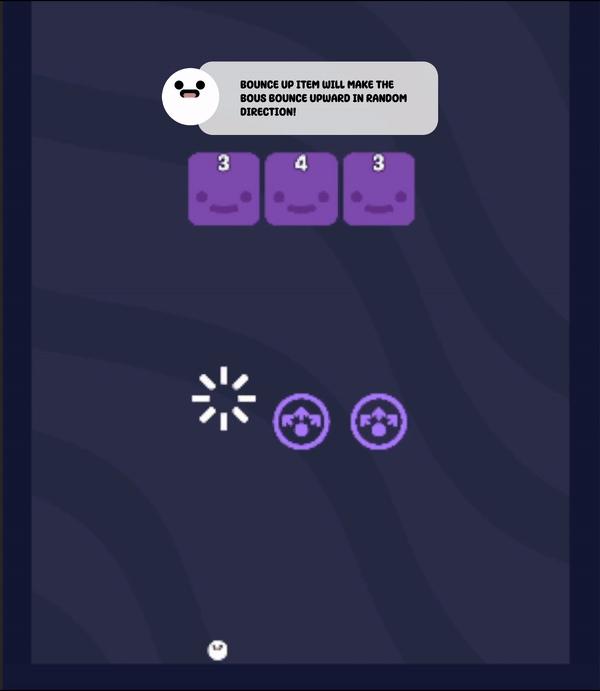 BOUNCE UP ITEM WILL MAKE THE
BOUS BOUNCE UPWARD IN RANDOM
DIRECTION!
3 4 3